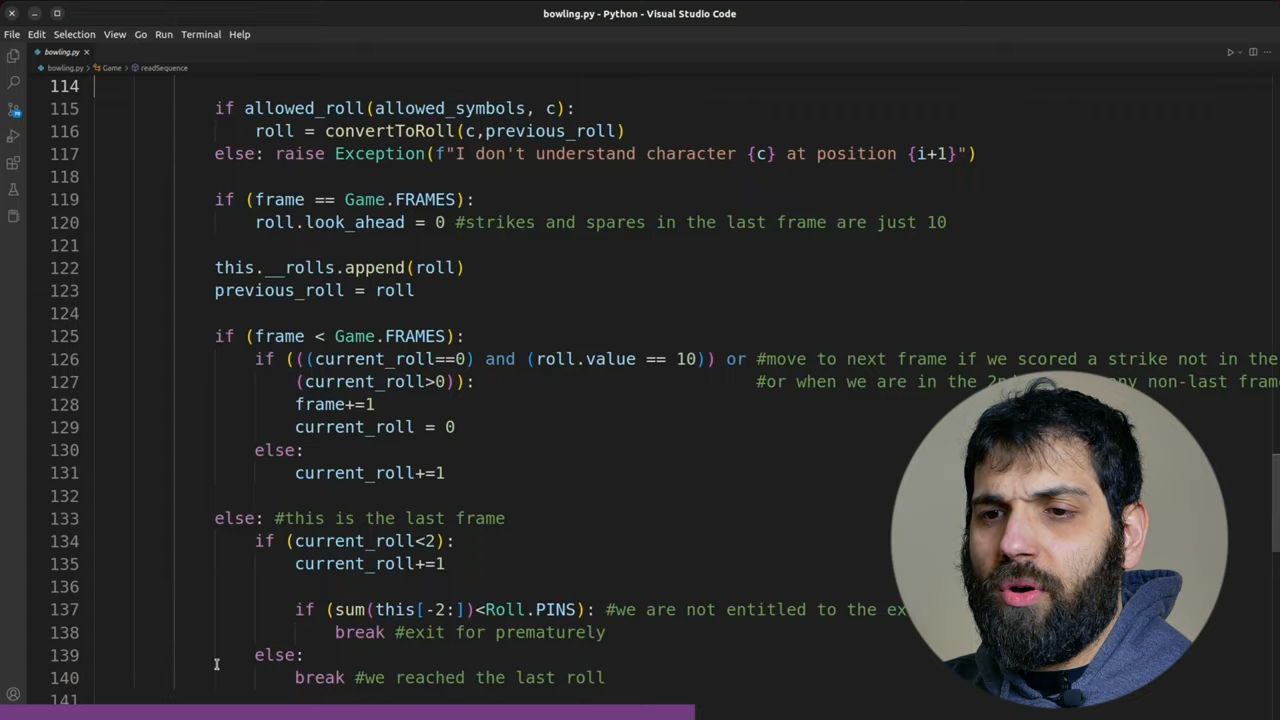 bowling.py - Python - Visual Studio Code
File Edit Selection View Go Run Terminal Help
bowling.py
bowling.py > Game > readSequence
114
115 if allowed_roll(allowed_symbols, c):
116 roll = convertToRoll(c,previous_roll)
117 else: raise Exception(f"I don't understand character {c} at position {i+1}")
118
119 if (frame == Game.FRAMES):
120 roll.look_ahead = 0 #strikes and spares in the last frame are just 10
121
122 this.__rolls.append(roll)
123 previous_roll = roll
124
125 if (frame < Game.FRAMES):
126 if (((current_roll==0) and (roll.value == 10)) or #move to next frame if we scored a strike not in the
127 (current_roll>0)): #or when we are in the any non-last frame
128 frame+=1
129 current_roll = 0
130 else:
131 current_roll+=1
132
133 else: #this is the last frame
134 if (current_roll<2):
135 current_roll+=1
136
137 if (sum(this[-2:])<Roll.PINS): #we are not entitled to the
138 break #exit for prematurely
139 else:
140 break #we reached the last roll
141